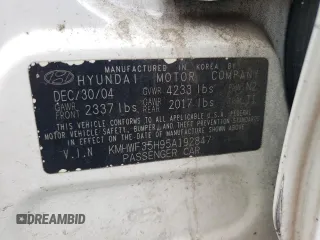 MANUFACTURED IN KOREA BY
HYUNDAI MOTOR COMPANY
DEC/30/04 GVWR 4233 lbs
GAWR FRONT 2337 lbs GAWR REAR 2017 lbs
THIS VEHICLE CONFORMS TO ALL APPLICABLE FEDERAL
MOTOR VEHICLE SAFETY, BUMPER, AND THEFT PREVENTION STANDARDS
IN EFFECT ON THE DATE OF MANUFACTURE SHOWN ABOVE.
V.I.N KMHWF35H95A192847
PASSENGER CAR
© DREAMBID